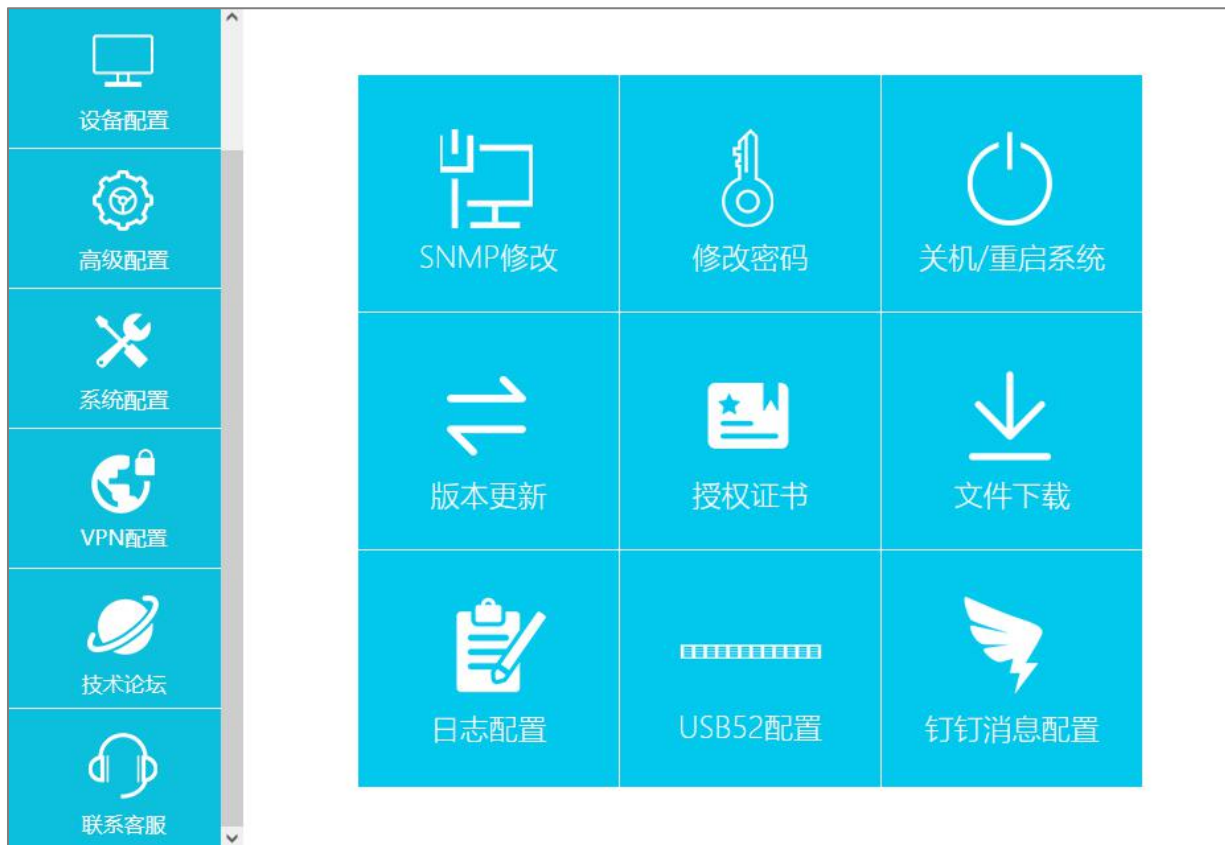 设备配置
高级配置
系统配置
VPN配置
技术论坛
联系客服
SNMP修改
修改密码
关机/重启系统
版本更新
授权证书
文件下载
日志配置
USB52配置
钉钉消息配置